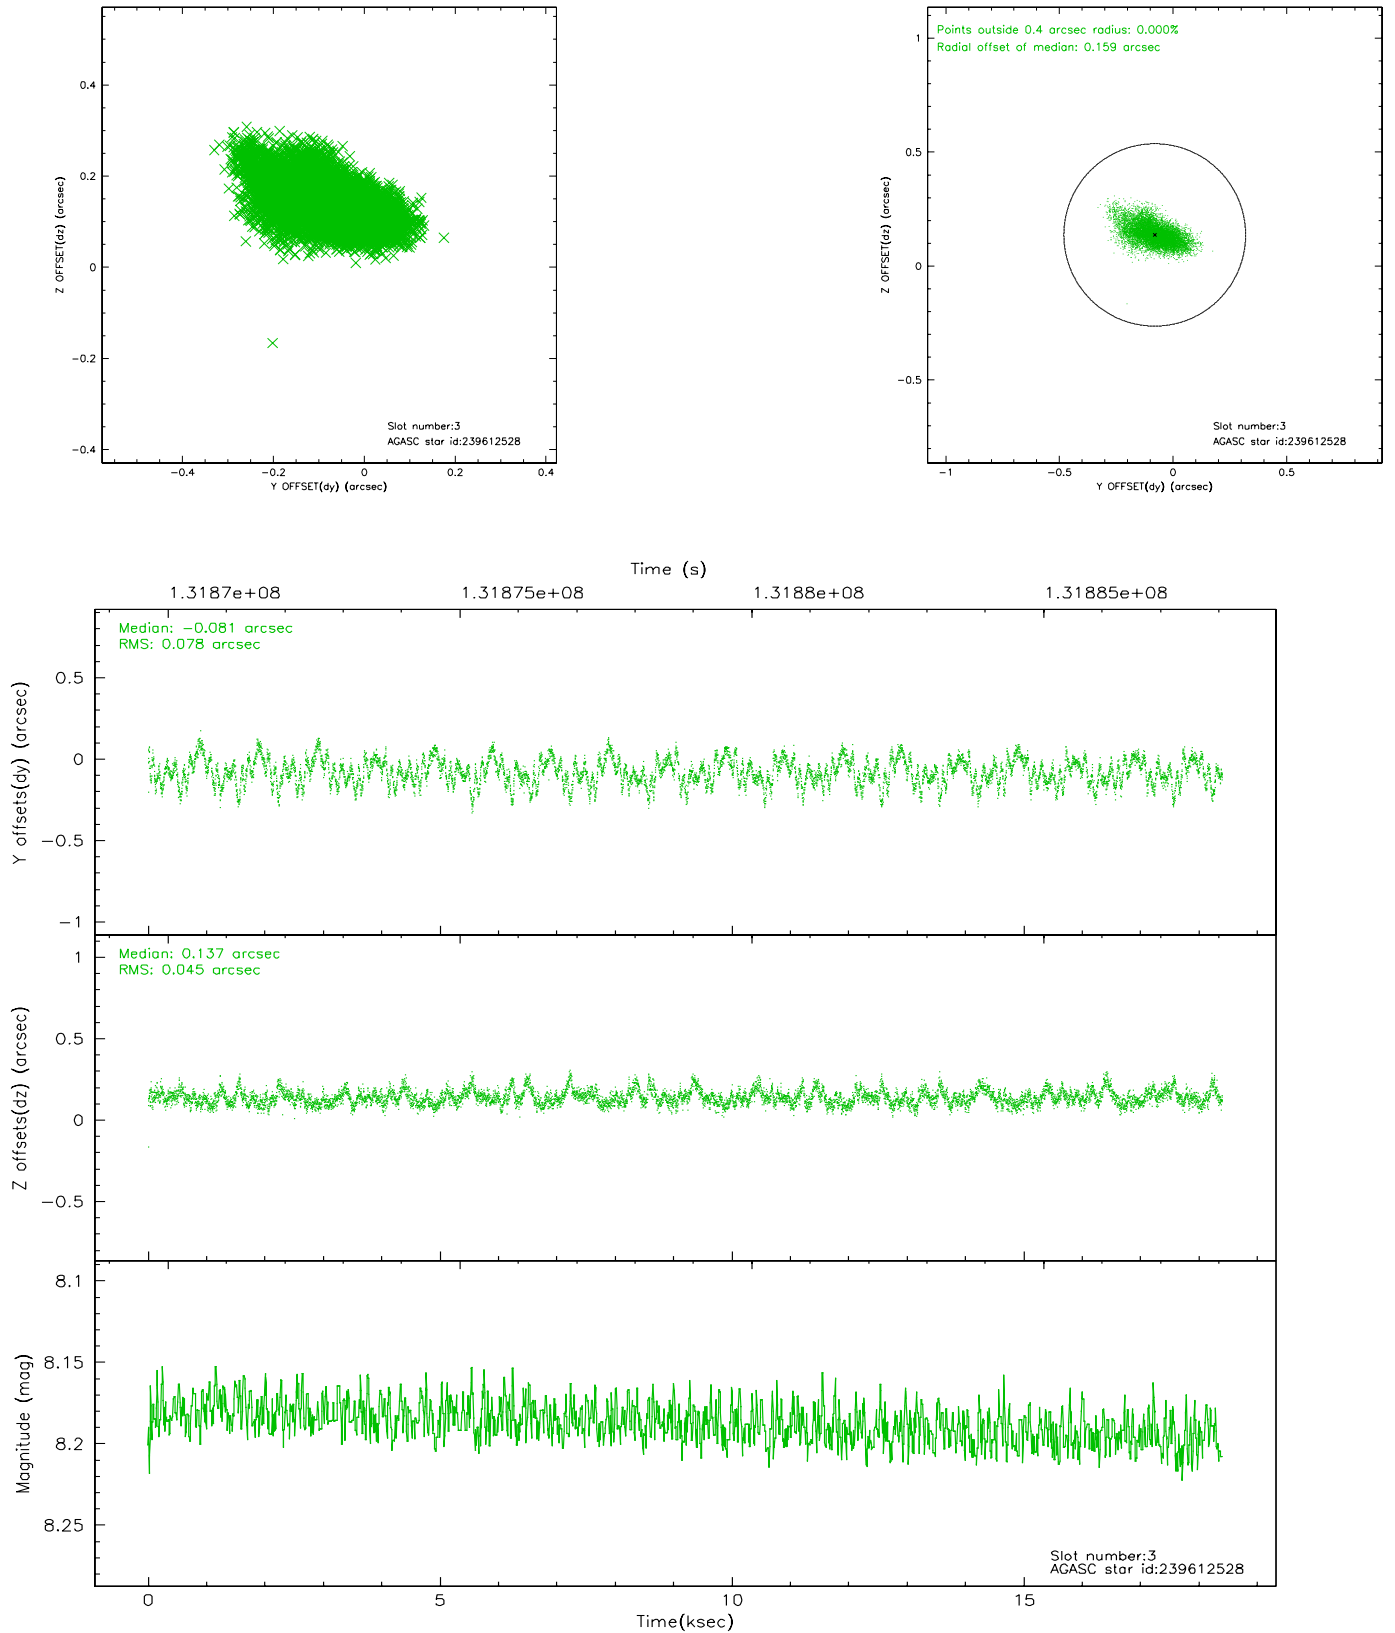 0.4
0.2
0
−0.2
−0.4
Z OFFSET(dz) (arcsec)
−0.4 −0.2 0 0.2 0.4
Y OFFSET(dy) (arcsec)
Slot number:3
AGASC star id:239612528
Points outside 0.4 arcsec radius: 0.000%
Radial offset of median: 0.159 arcsec
1
0.5
0
−0.5
Z OFFSET(dz) (arcsec)
−1 −0.5 0 0.5
Y OFFSET(dy) (arcsec)
Slot number:3
AGASC star id:239612528
Time (s)
1.3187e+08 1.31875e+08 1.3188e+08 1.31885e+08
Median: −0.081 arcsec
RMS: 0.078 arcsec
0.5
0
−0.5
−1
Y offsets(dy) (arcsec)
Median: 0.137 arcsec
RMS: 0.045 arcsec
1
0.5
0
−0.5
Z offsets(dz) (arcsec)
8.1
8.15
8.2
8.25
Magnitude (mag)
Slot number:3
AGASC star id:239612528
0 5 10 15
Time(ksec)